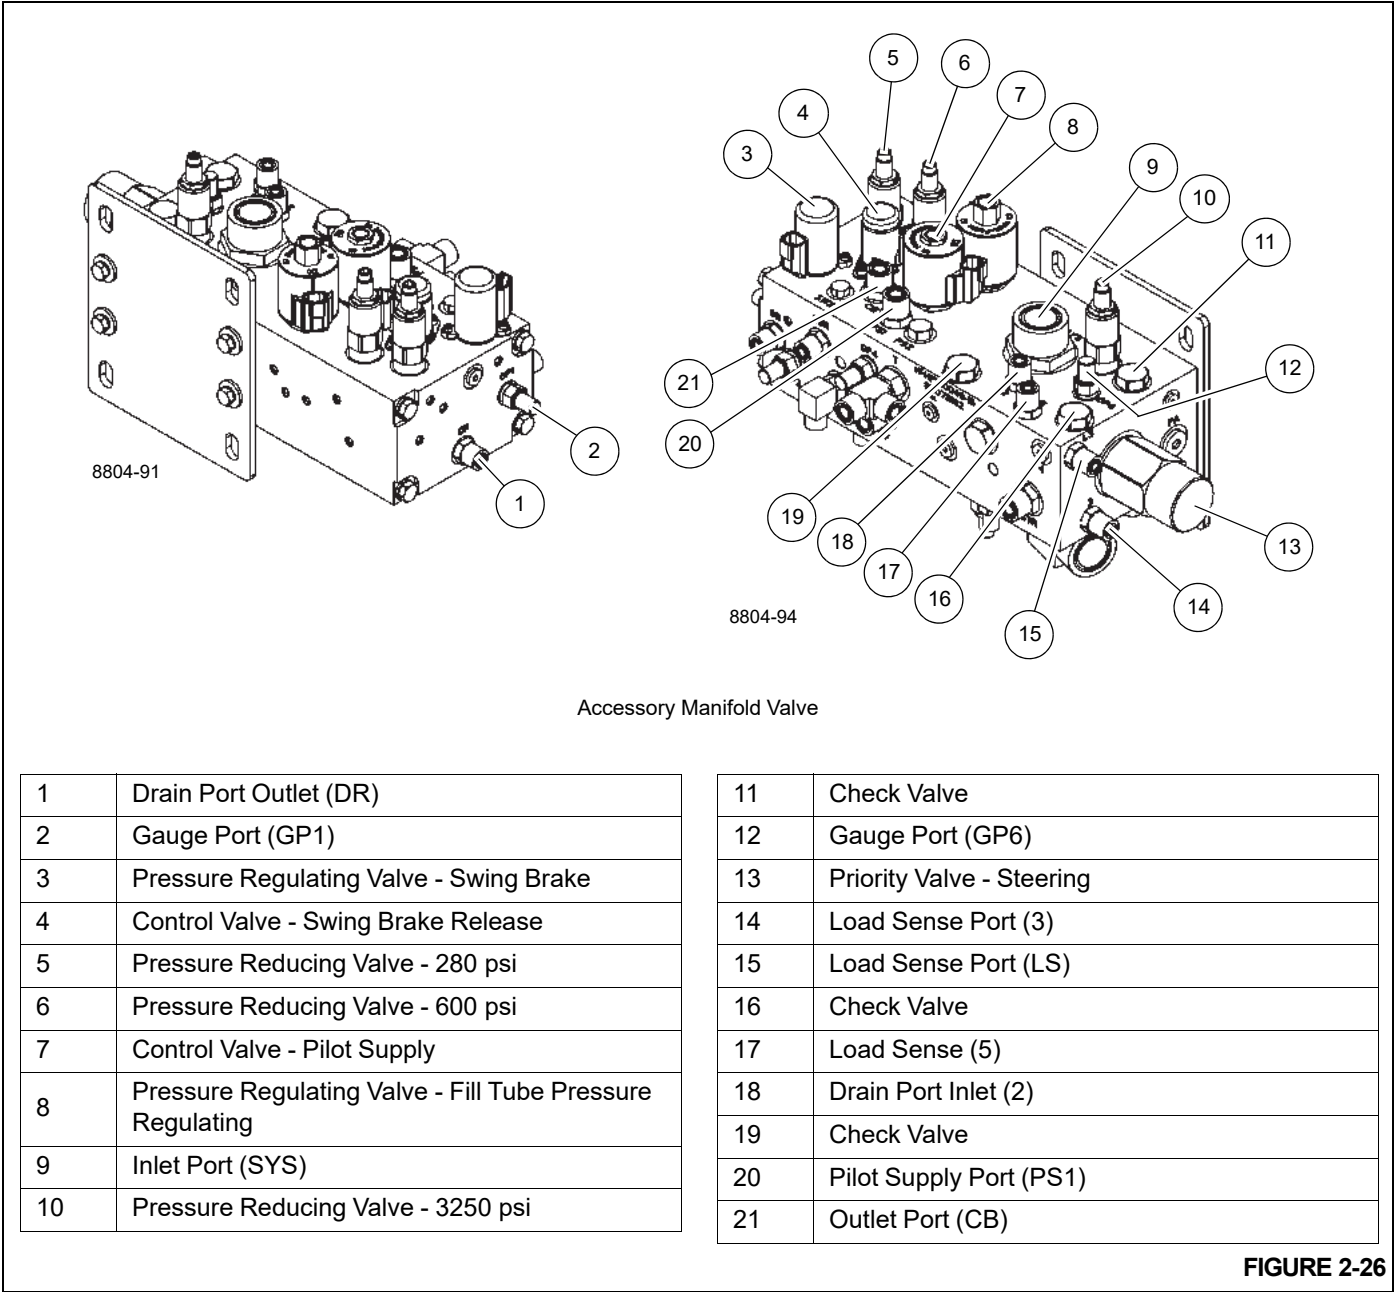 5
6
7
4
8
3
9
10
11
12
21
20
2
8804-91
1
19
18
13
17
16
14
8804-94
15
Accessory Manifold Valve
1 Drain Port Outlet (DR)
2 Gauge Port (GP1)
3 Pressure Regulating Valve - Swing Brake
4 Control Valve - Swing Brake Release
5 Pressure Reducing Valve - 280 psi
6 Pressure Reducing Valve - 600 psi
7 Control Valve - Pilot Supply
8 Pressure Regulating Valve - Fill Tube Pressure
Regulating
9 Inlet Port (SYS)
10 Pressure Reducing Valve - 3250 psi
11 Check Valve
12 Gauge Port (GP6)
13 Priority Valve - Steering
14 Load Sense Port (3)
15 Load Sense Port (LS)
16 Check Valve
17 Load Sense (5)
18 Drain Port Inlet (2)
19 Check Valve
20 Pilot Supply Port (PS1)
21 Outlet Port (CB)
FIGURE 2-26